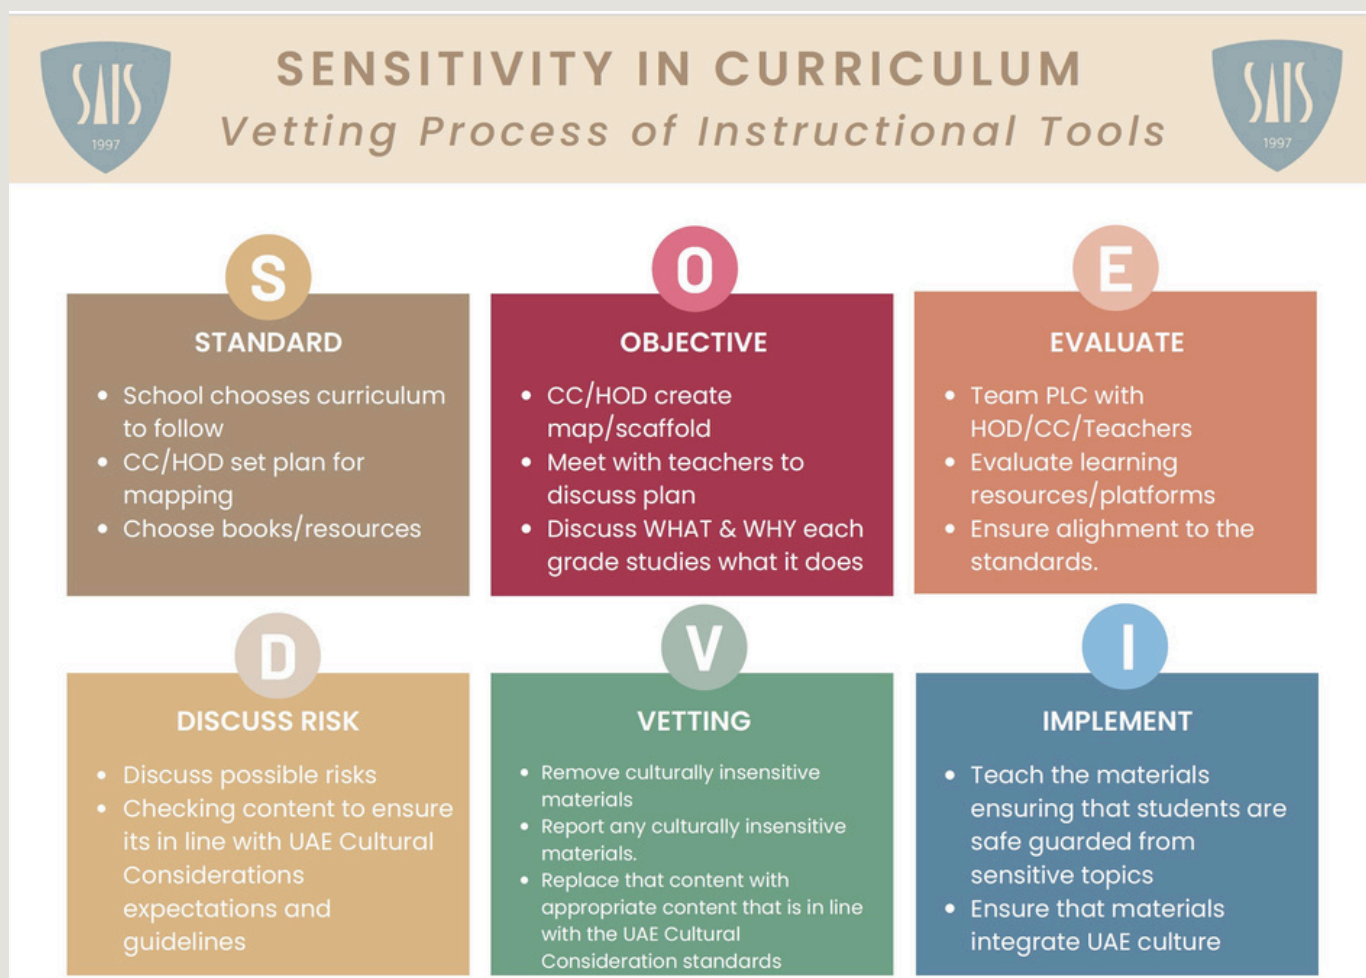 SAIS
1997
SENSITIVITY IN CURRICULUM
Vetting Process of Instructional Tools
SAIS
1997
S
STANDARD
• School chooses curriculum
to follow
• CC/HOD set plan for
mapping
• Choose books/resources
O
OBJECTIVE
• CC/HOD create
map/scaffold
• Meet with teachers to
discuss plan
• Discuss WHAT & WHY each
grade studies what it does
E
EVALUATE
• Team PLC with
HOD/CC/Teachers
• Evaluate learning
resources/platforms
• Ensure alighment to the
standards.
D
DISCUSS RISK
• Discuss possible risks
• Checking content to ensure
its in line with UAE Cultural
Considerations
expectations and
guidelines
V
VETTING
• Remove culturally insensitive
materials
• Report any culturally insensitive
materials.
• Replace that content with
appropriate content that is in line
with the UAE Cultural
Consideration standards
I
IMPLEMENT
• Teach the materials
ensuring that students are
safe guarded from
sensitive topics
• Ensure that materials
integrate UAE culture